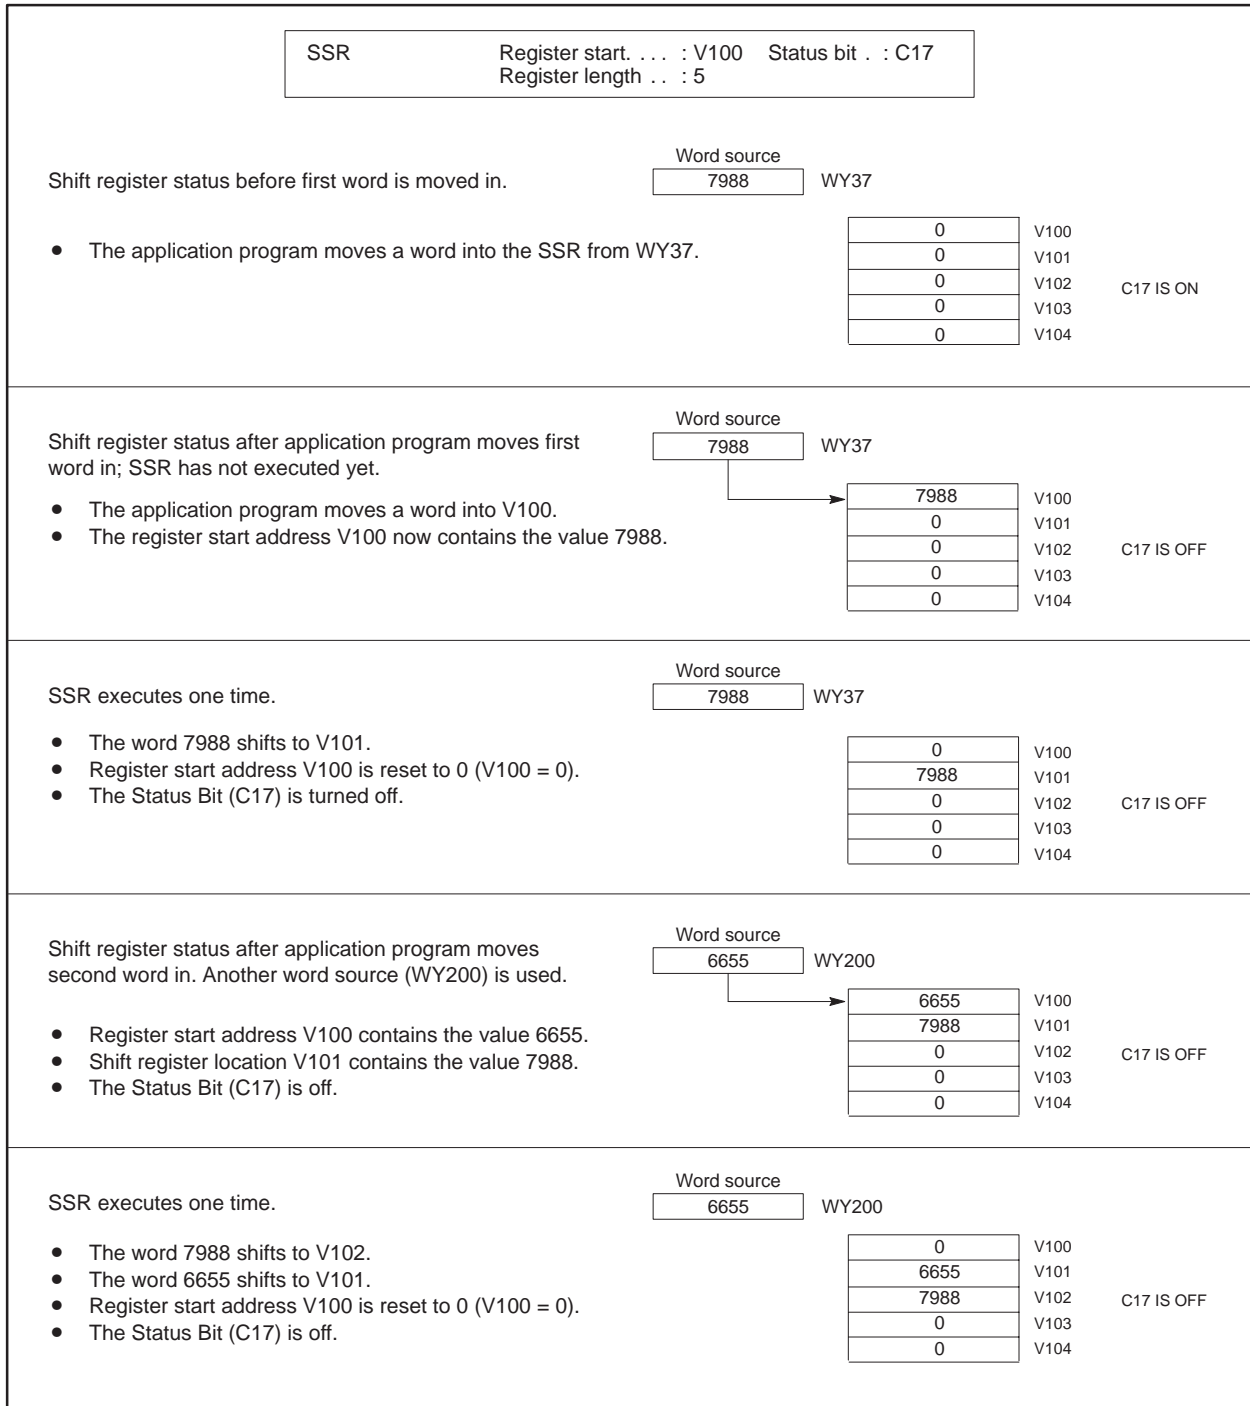 SSR Register start. . . . : V100 Status bit . : C17
Register length . . : 5
Word source
Shift register status before first word is moved in. 7988 WY37
0 V100
• The application program moves a word into the SSR from WY37.
0 V101
0 V102 C17 IS ON
0 V103
0 V104
Word source
Shift register status after application program moves first 7988 WY37
word in; SSR has not executed yet.
7988 V100
• The application program moves a word into V100.
0 V101
• The register start address V100 now contains the value 7988.
0 V102 C17 IS OFF
0 V103
0 V104
Word source
SSR executes one time. 7988 WY37
• The word 7988 shifts to V101.
0 V100
• Register start address V100 is reset to 0 (V100 = 0).
7988 V101
• The Status Bit (C17) is turned off.
0 V102 C17 IS OFF
0 V103
0 V104
Word source
Shift register status after application program moves 6655 WY200
second word in. Another word source (WY200) is used.
6655 V100
7988 V101
• Register start address V100 contains the value 6655.
0 V102 C17 IS OFF
• Shift register location V101 contains the value 7988.
0 V103
• The Status Bit (C17) is off.
0 V104
Word source
SSR executes one time. 6655 WY200
• The word 7988 shifts to V102.
0 V100
• The word 6655 shifts to V101.
6655 V101
• Register start address V100 is reset to 0 (V100 = 0).
7988 V102 C17 IS OFF
• The Status Bit (C17) is off.
0 V103
0 V104